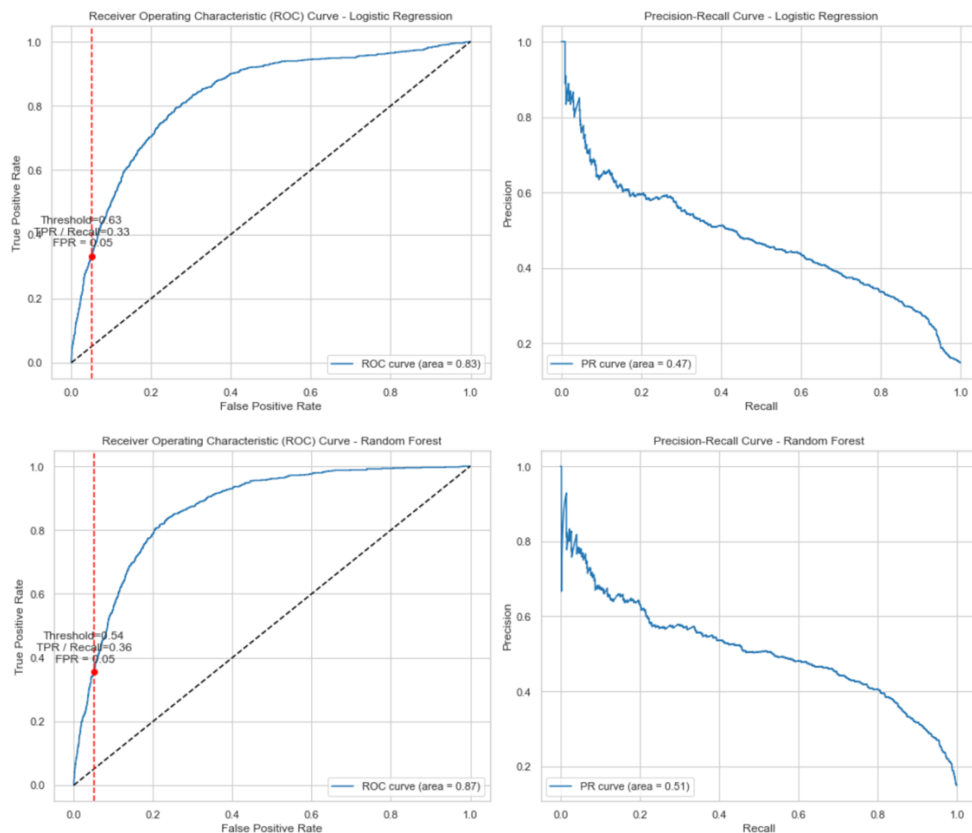 Receiver Operating Characteristic (ROC) Curve - Logistic Regression
1.0
0.8
0.6
0.4
0.2
0.0
True Positive Rate
Threshold=0.63
TPR / Recall=0.33
FPR = 0.05
ROC curve (area = 0.83)
0.0 0.2 0.4 0.6 0.8 1.0
False Positive Rate
Precision-Recall Curve - Logistic Regression
1.0
0.8
0.6
0.4
0.2
Precision
PR curve (area = 0.47)
0.0 0.2 0.4 0.6 0.8 1.0
Recall
Receiver Operating Characteristic (ROC) Curve - Random Forest
1.0
0.8
0.6
0.4
0.2
0.0
True Positive Rate
Threshold=0.54
TPR / Recall=0.36
FPR = 0.05
ROC curve (area = 0.87)
0.0 0.2 0.4 0.6 0.8 1.0
False Positive Rate
Precision-Recall Curve - Random Forest
1.0
0.8
0.6
0.4
0.2
Precision
PR curve (area = 0.51)
0.0 0.2 0.4 0.6 0.8 1.0
Recall